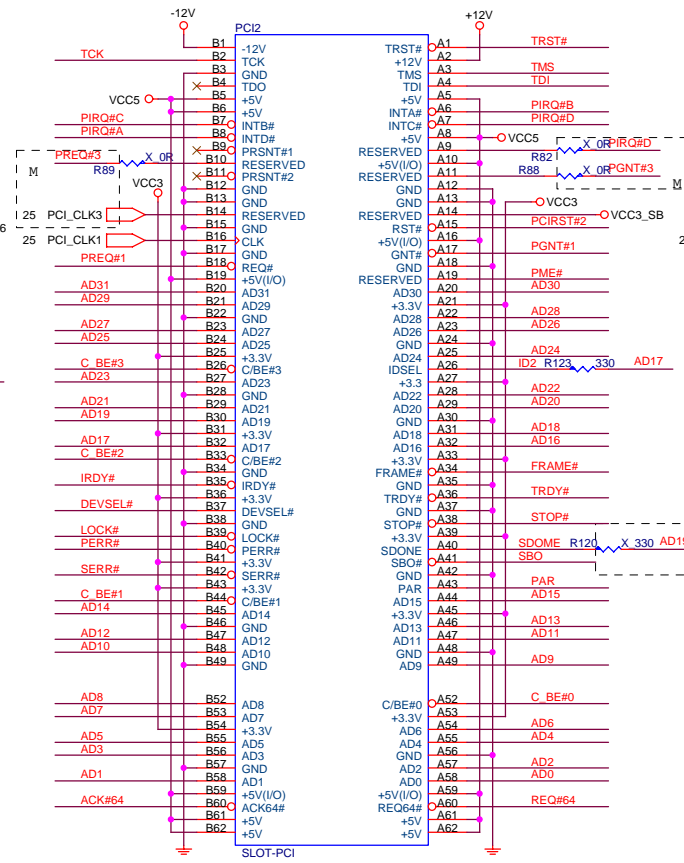 -12V +12V
PCI2
B1 -12V TRST# A1 TRST#
TCK B2 TCK +12V A2
B3 GND TMS A3 TMS
B4 TDO TDI A4 TDI
VCC5 B5 +5V +5V A5
B6 +5V INTA# A6 PIRQ#B
PIRQ#C B7 INTB# INTC# A7 PIRQ#D
PIRQ#A B8 INTD# +5V A8 VCC5
B9 PRSNT#1 RESERVED A9 R82 X_0R PIRQ#D
PREQ#3 R89 X_0R B10 RESERVED +5V(I/O) A10
M VCC3 B11 PRSNT#2 RESERVED A11 R88 X_0R PGNT#3
B12 GND GND A12 M
B13 GND GND A13 VCC3
25 PCI_CLK3 B14 RESERVED RESERVED A14 VCC3_SB
6 B15 GND RST# A15 PCIRST#2
25 PCI_CLK1 B16 CLK +5V(I/O) A16 2
B17 GND GNT# A17 PGNT#1
PREQ#1 B18 REQ# GND A18
B19 +5V(I/O) RESERVED A19 PME#
AD31 B20 AD31 AD30 A20 AD30
AD29 B21 AD29 +3.3V A21
B22 GND AD28 A22 AD28
AD27 B23 AD27 AD26 A23 AD26
AD25 B24 AD25 GND A24
B25 +3.3V AD24 A25 AD24
C_BE#3 B26 C/BE#3 IDSEL A26 ID2 R123 330 AD17
AD23 B27 AD23 +3.3 A27
B28 GND AD22 A28 AD22
AD21 B29 AD21 AD20 A29 AD20
AD19 B30 AD19 GND A30
B31 +3.3V AD18 A31 AD18
AD17 B32 AD17 AD16 A32 AD16
C_BE#2 B33 C/BE#2 +3.3V A33
B34 GND FRAME# A34 FRAME#
IRDY# B35 IRDY# GND A35
B36 +3.3V TRDY# A36 TRDY#
DEVSEL# B37 DEVSEL# GND A37
B38 GND STOP# A38 STOP#
LOCK# B39 LOCK# +3.3V A39
PERR# B40 PERR# SDONE A40 SDOME R120 X_330 AD19
B41 +3.3V SBO# A41 SBO
SERR# B42 SERR# GND A42
B43 +3.3V PAR A43 PAR
C_BE#1 B44 C/BE#1 AD15 A44 AD15
AD14 B45 AD14 +3.3V A45
B46 GND AD13 A46 AD13
AD12 B47 AD12 AD11 A47 AD11
AD10 B48 AD10 GND A48
B49 GND AD9 A49 AD9
AD8 B52 AD8 C/BE#0 A52 C_BE#0
AD7 B53 AD7 +3.3V A53
B54 +3.3V AD6 A54 AD6
AD5 B55 AD5 AD4 A55 AD4
AD3 B56 AD3 GND A56
B57 GND AD2 A57 AD2
AD1 B58 AD1 AD0 A58 AD0
B59 +5V(I/O) +5V(I/O) A59
ACK#64 B60 ACK64# REQ64# A60 REQ#64
B61 +5V +5V A61
B62 +5V +5V A62
SLOT-PCI